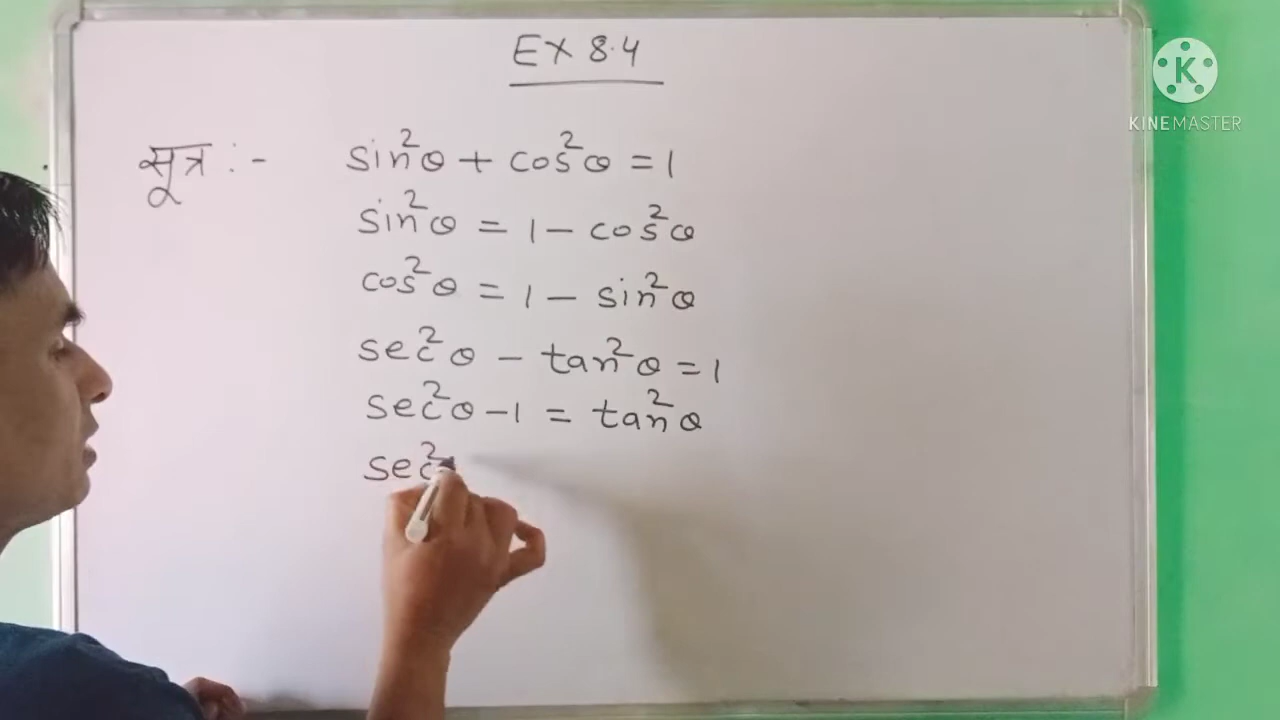 EX 8.4
KINEMASTER
सूत्र :- sin²θ + cos²θ = 1
sin²θ = 1 - cos²θ
cos²θ = 1 - sin²θ
sec²θ - tan²θ = 1
sec²θ - 1 = tan²θ
sec²